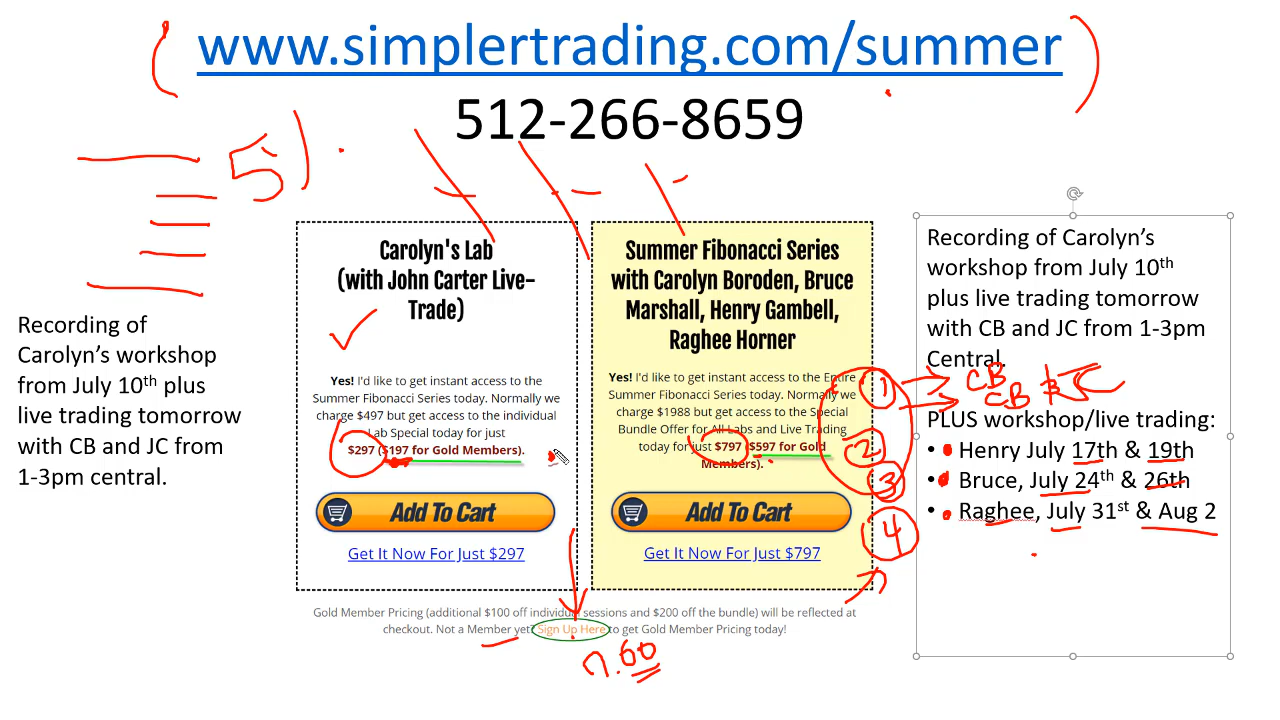 www.simplertrading.com/summer
512-266-8659
5
Recording of
Carolyn's workshop
from July 10th plus
live trading tomorrow
with CB and JC from
1-3pm central.
Carolyn's Lab
(with John Carter Live-
Trade)
Yes! I'd like to get instant access to the
Summer Fibonacci Series today. Normally we
charge $497 but get access to the individual
Lab Special today for just
$297 ($197 for Gold Members).
Add To Cart
Get It Now For Just $297
Summer Fibonacci Series
with Carolyn Boroden, Bruce
Marshall, Henry Gambell,
Raghee Horner
Yes! I'd like to get instant access to the Entire
Summer Fibonacci Series today. Normally we
charge $1988 but get access to the Special
Bundle Offer for All Labs and Live Trading
today for just $797 ($597 for Gold
Members).
Add To Cart
Get It Now For Just $797
1
2
3
4
Recording of Carolyn's
workshop from July 10th
plus live trading tomorrow
with CB and JC from 1-3pm
Central.
CB
CB & JC
PLUS workshop/live trading:
• Henry July 17th & 19th
• Bruce, July 24th & 26th
• Raghee, July 31st & Aug 2
Gold Member Pricing (additional $100 off individual sessions and $200 off the bundle) will be reflected at
checkout. Not a Member yet? Sign Up Here to get Gold Member Pricing today!